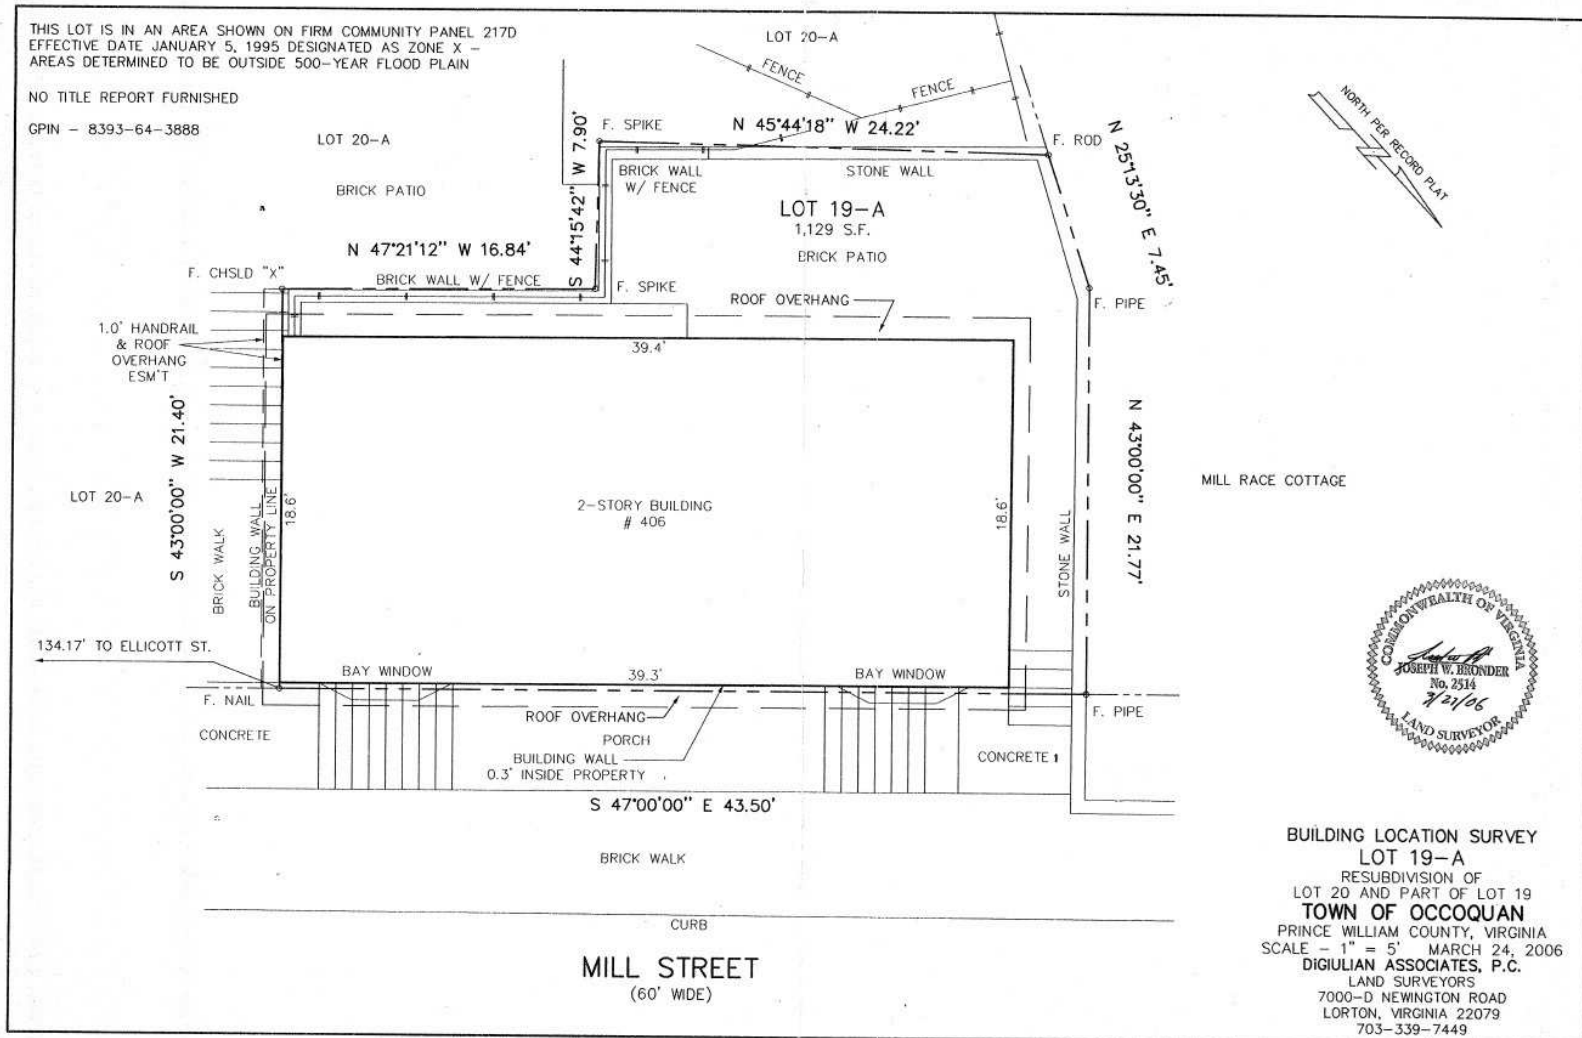 THIS LOT IS IN AN AREA SHOWN ON FIRM COMMUNITY PANEL 217D
EFFECTIVE DATE JANUARY 5, 1995 DESIGNATED AS ZONE X –
AREAS DETERMINED TO BE OUTSIDE 500–YEAR FLOOD PLAIN
NO TITLE REPORT FURNISHED
GPIN – 8393–64–3888
LOT 20–A
BRICK PATIO
LOT 20–A
FENCE
FENCE
F. SPIKE
N 45°44'18" W 24.22'
F. ROD
S 44°15'42" W 7.90'
BRICK WALL
W/ FENCE
STONE WALL
N 25°13'30" E 7.45'
NORTH PER RECORD PLAT
LOT 19–A
1,129 S.F.
BRICK PATIO
N 47°21'12" W 16.84'
F. CHSLD "X"
BRICK WALL W/ FENCE
F. SPIKE
ROOF OVERHANG
F. PIPE
1.0' HANDRAIL
& ROOF
OVERHANG
ESM'T
39.4'
S 43°00'00" W 21.40'
N 43°00'00" E 21.77'
LOT 20–A
MILL RACE COTTAGE
18.6'
2–STORY BUILDING
# 406
18.6'
BRICK WALK
BUILDING WALL
ON PROPERTY LINE
STONE WALL
134.17' TO ELLICOTT ST.
BAY WINDOW
39.3'
BAY WINDOW
F. NAIL
ROOF OVERHANG
F. PIPE
CONCRETE
PORCH
BUILDING WALL
0.3' INSIDE PROPERTY
CONCRETE
S 47°00'00" E 43.50'
BRICK WALK
CURB
MILL STREET
(60' WIDE)
COMMONWEALTH OF VIRGINIA
JOSEPH W. BRONDER
No. 2514
LAND SURVEYOR
BUILDING LOCATION SURVEY
LOT 19–A
RESUBDIVISION OF
LOT 20 AND PART OF LOT 19
TOWN OF OCCOQUAN
PRINCE WILLIAM COUNTY, VIRGINIA
SCALE – 1" = 5' MARCH 24, 2006
DiGIULIAN ASSOCIATES, P.C.
LAND SURVEYORS
7000–D NEWINGTON ROAD
LORTON, VIRGINIA 22079
703–339–7449